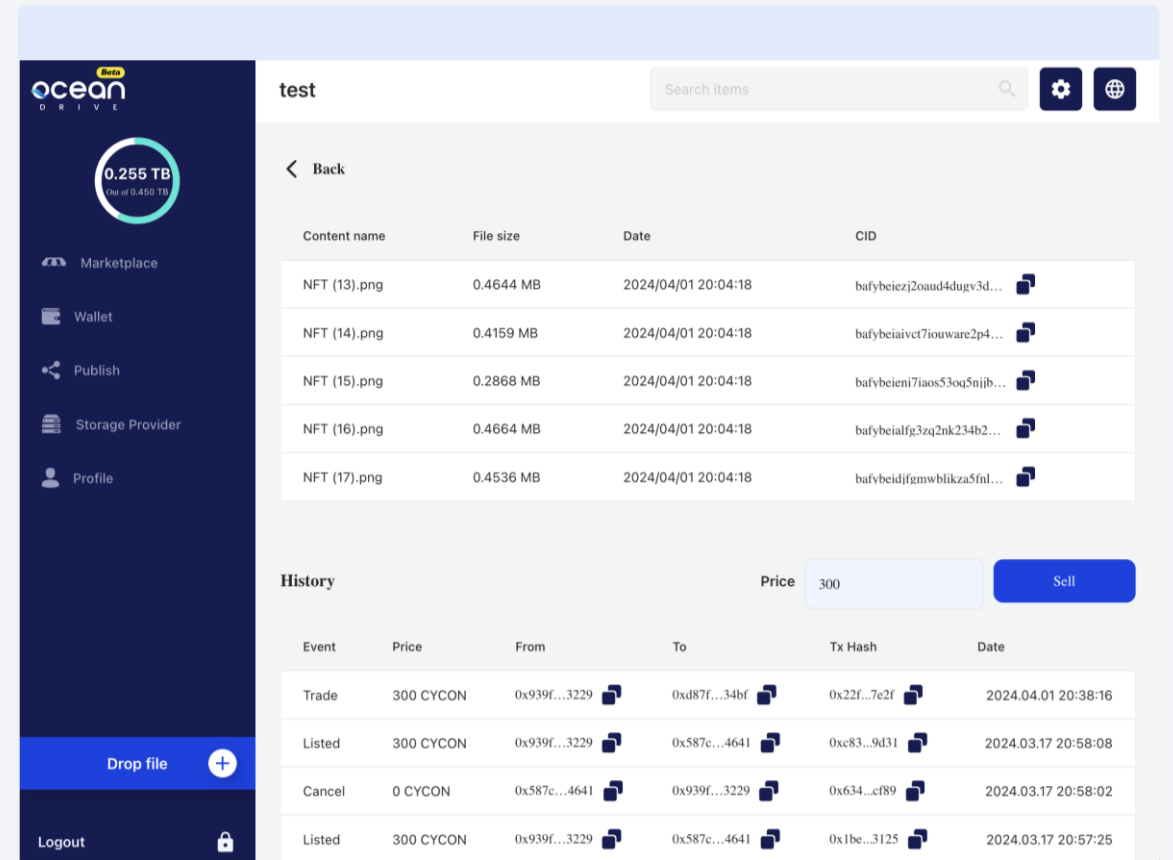 Beta
ocean
DRIVE
test
Search items
0.255 TB
Out of 0.450 TB
Back
Marketplace
Wallet
Publish
Storage Provider
Profile
Content name File size Date CID
NFT (13).png 0.4644 MB 2024/04/01 20:04:18 bafybeiezj2oaud4dugv3d...
NFT (14).png 0.4159 MB 2024/04/01 20:04:18 bafybeiaivct7iouware2p4...
NFT (15).png 0.2868 MB 2024/04/01 20:04:18 bafybeieni7iaos53oq5njjb...
NFT (16).png 0.4664 MB 2024/04/01 20:04:18 bafybeialfg3zq2nk234b2...
NFT (17).png 0.4536 MB 2024/04/01 20:04:18 bafybeidjfgmwblikza5fnl...
History Price 300 Sell
Event Price From To Tx Hash Date
Trade 300 CYCON 0x939f...3229 0xd87f...34bf 0x22f...7e2f 2024.04.01 20:38:16
Listed 300 CYCON 0x939f...3229 0x587c...4641 0xc83...9d31 2024.03.17 20:58:08
Cancel 0 CYCON 0x587c...4641 0x939f...3229 0x634...cf89 2024.03.17 20:58:02
Listed 300 CYCON 0x939f...3229 0x587c...4641 0x1be...3125 2024.03.17 20:57:25
Drop file
Logout